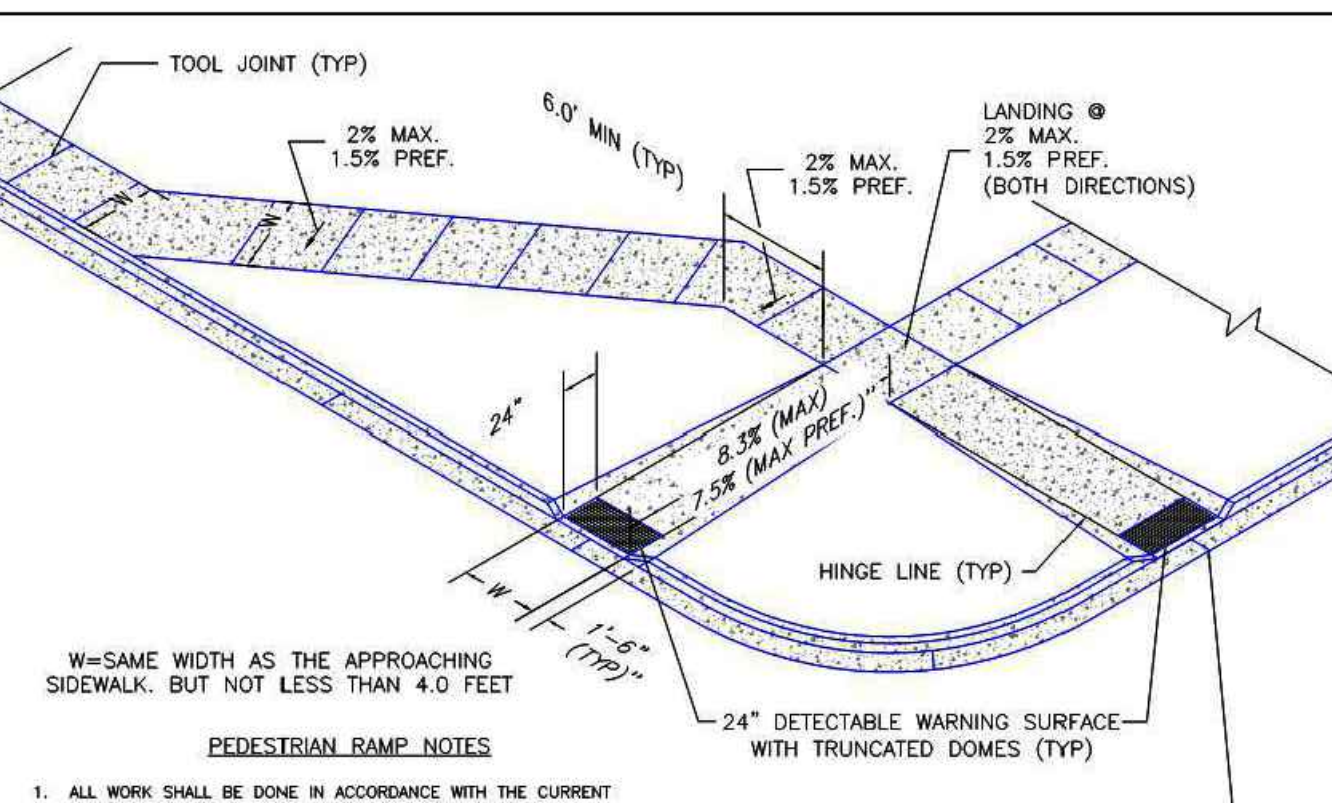 TOOL JOINT (TYP)
2% MAX.
1.5% PREF.
6.0' MIN (TYP)
2% MAX.
1.5% PREF.
LANDING @
2% MAX.
1.5% PREF.
(BOTH DIRECTIONS)
W
W
24"
8.3% (MAX)
7.5% (MAX PREF.)"
HINGE LINE (TYP)
W
1'-6"
(TYP)"
W=SAME WIDTH AS THE APPROACHING
SIDEWALK. BUT NOT LESS THAN 4.0 FEET
24" DETECTABLE WARNING SURFACE
WITH TRUNCATED DOMES (TYP)
PEDESTRIAN RAMP NOTES
1. ALL WORK SHALL BE DONE IN ACCORDANCE WITH THE CURRENT